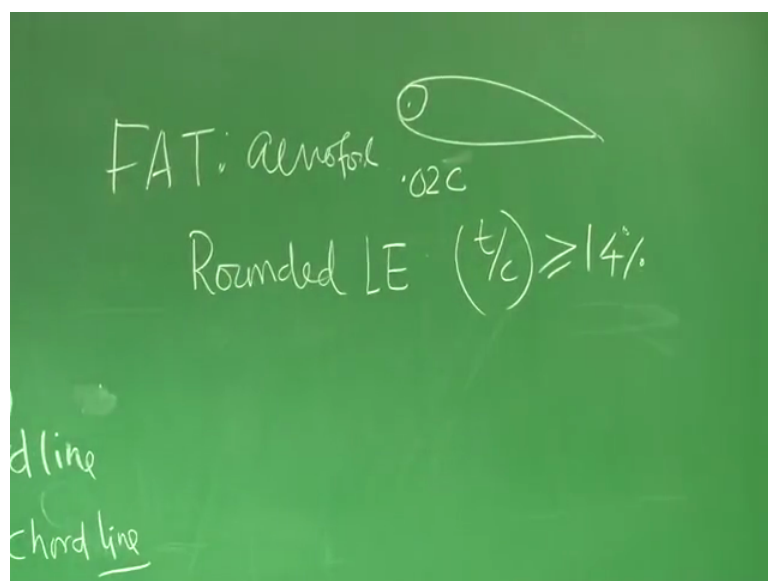 FAT: aerofoil
.02C
Rounded LE (t/c) ≥ 14%
d line
chord line